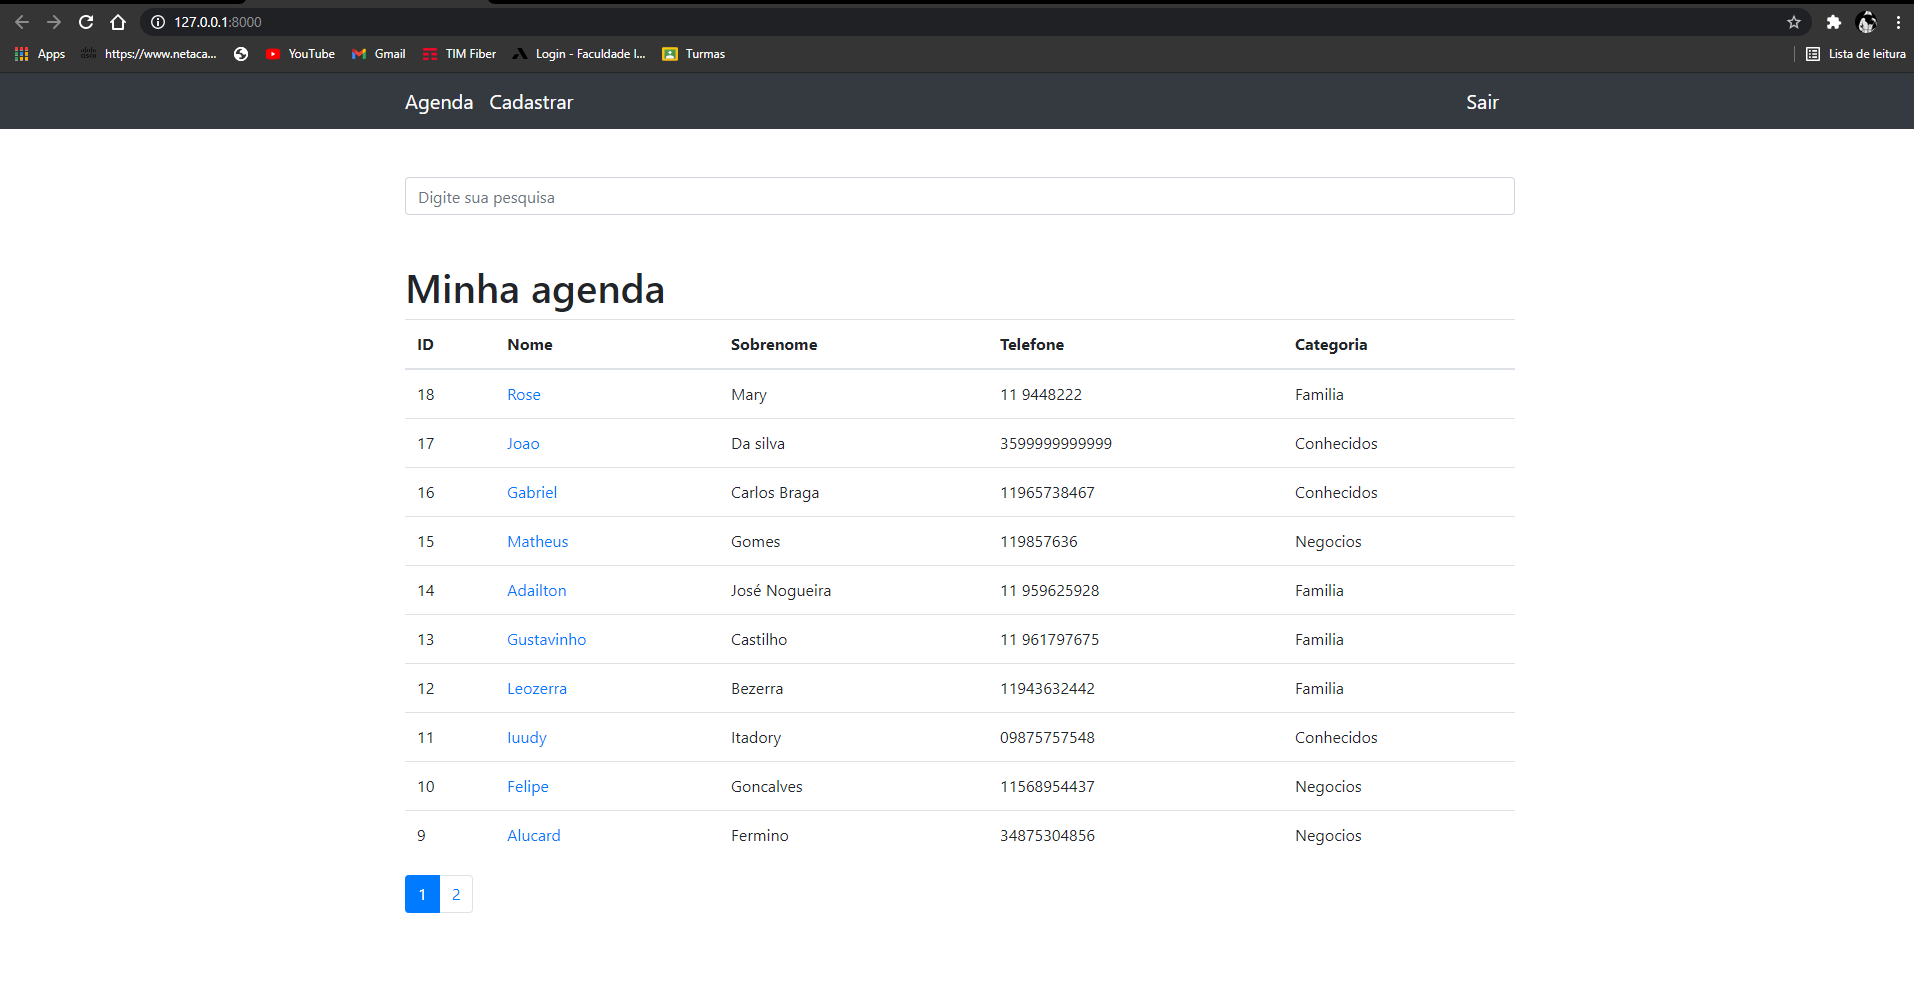 127.0.0.1:8000
Apps https://www.netaca... YouTube Gmail TIM Fiber Login - Faculdade I... Turmas Lista de leitura
Agenda Cadastrar Sair
Digite sua pesquisa
Minha agenda
ID Nome Sobrenome Telefone Categoria
18 Rose Mary 11 9448222 Familia
17 Joao Da silva 3599999999999 Conhecidos
16 Gabriel Carlos Braga 11965738467 Conhecidos
15 Matheus Gomes 119857636 Negocios
14 Adailton José Nogueira 11 959625928 Familia
13 Gustavinho Castilho 11 961797675 Familia
12 Leozerra Bezerra 11943632442 Familia
11 Iuudy Itadory 09875757548 Conhecidos
10 Felipe Goncalves 11568954437 Negocios
9 Alucard Fermino 34875304856 Negocios
1 2